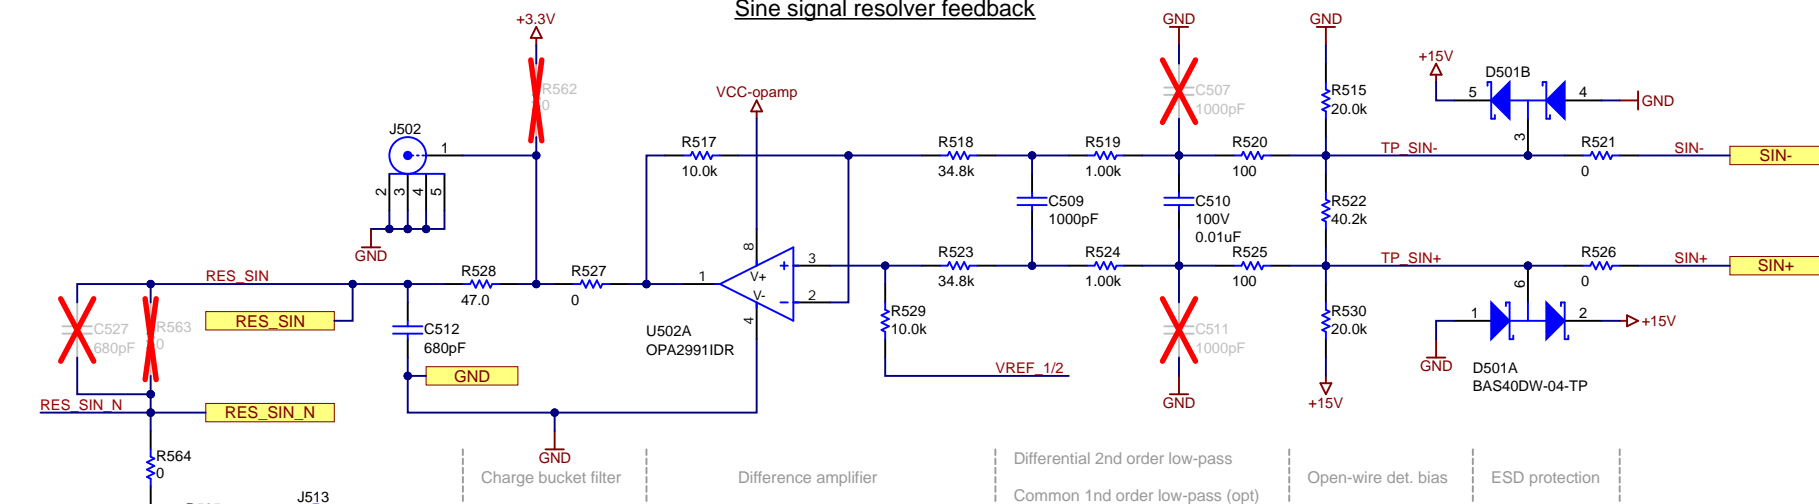 Sine signal resolver feedback
+3.3V
GND
GND
R562
0
VCC-opamp
C507
1000pF
R515
20.0k
+15V
D501B
5
4
GND
3
J502
1
2
3
4
5
GND
R517
10.0k
R518
34.8k
R519
1.00k
R520
100
TP_SIN-
R521
0
SIN-
SIN-
C509
1000pF
C510
100V
0.01uF
R522
40.2k
8
V+
V-
4
1
3
2
U502A
OPA2991IDR
R523
34.8k
R524
1.00k
R525
100
TP_SIN+
R526
0
SIN+
SIN+
RES_SIN
R528
47.0
R527
0
R529
10.0k
VREF_1/2
C511
1000pF
GND
R530
20.0k
+15V
6
1
2
+15V
GND
D501A
BAS40DW-04-TP
C527
680pF
R563
0
RES_SIN
C512
680pF
GND
RES_SIN_N
RES_SIN_N
GND
R564
0
J513
Charge bucket filter
Difference amplifier
Differential 2nd order low-pass
Common 1nd order low-pass (opt)
Open-wire det. bias
ESD protection